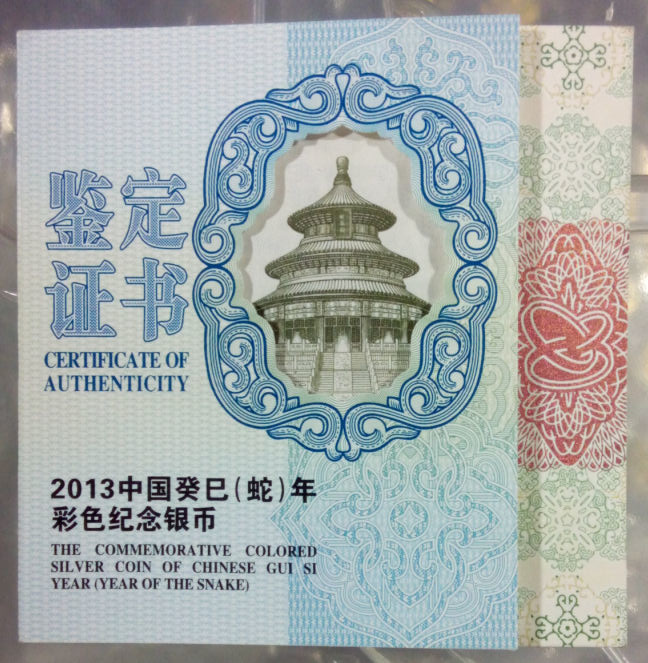 鉴定
证书
CERTIFICATE OF
AUTHENTICITY
2013中国癸巳(蛇)年
彩色纪念银币
THE COMMEMORATIVE COLORED
SILVER COIN OF CHINESE GUI SI
YEAR (YEAR OF THE SNAKE)